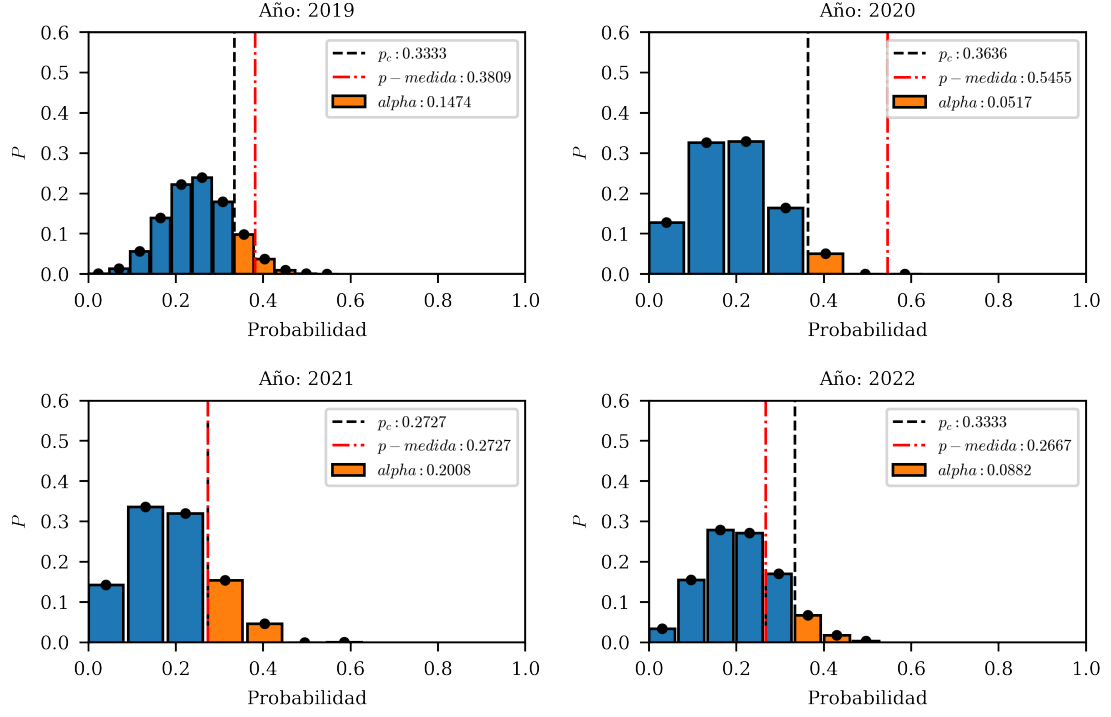 Año: 2019
0.6
0.5
0.4
0.3
0.2
0.1
0.0
P
p_c : 0.3333
p − medida : 0.3809
alpha : 0.1474
0.0 0.2 0.4 0.6 0.8 1.0
Probabilidad
Año: 2020
0.6
0.5
0.4
0.3
0.2
0.1
0.0
P
p_c : 0.3636
p − medida : 0.5455
alpha : 0.0517
0.0 0.2 0.4 0.6 0.8 1.0
Probabilidad
Año: 2021
0.6
0.5
0.4
0.3
0.2
0.1
0.0
P
p_c : 0.2727
p − medida : 0.2727
alpha : 0.2008
0.0 0.2 0.4 0.6 0.8 1.0
Probabilidad
Año: 2022
0.6
0.5
0.4
0.3
0.2
0.1
0.0
P
p_c : 0.3333
p − medida : 0.2667
alpha : 0.0882
0.0 0.2 0.4 0.6 0.8 1.0
Probabilidad